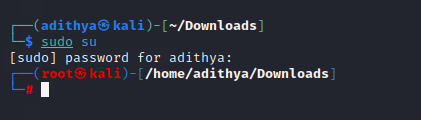 ┌──(adithya㉿kali)-[~/Downloads]
└─$ sudo su
[sudo] password for adithya:
┌──(root㉿kali)-[/home/adithya/Downloads]
└─#